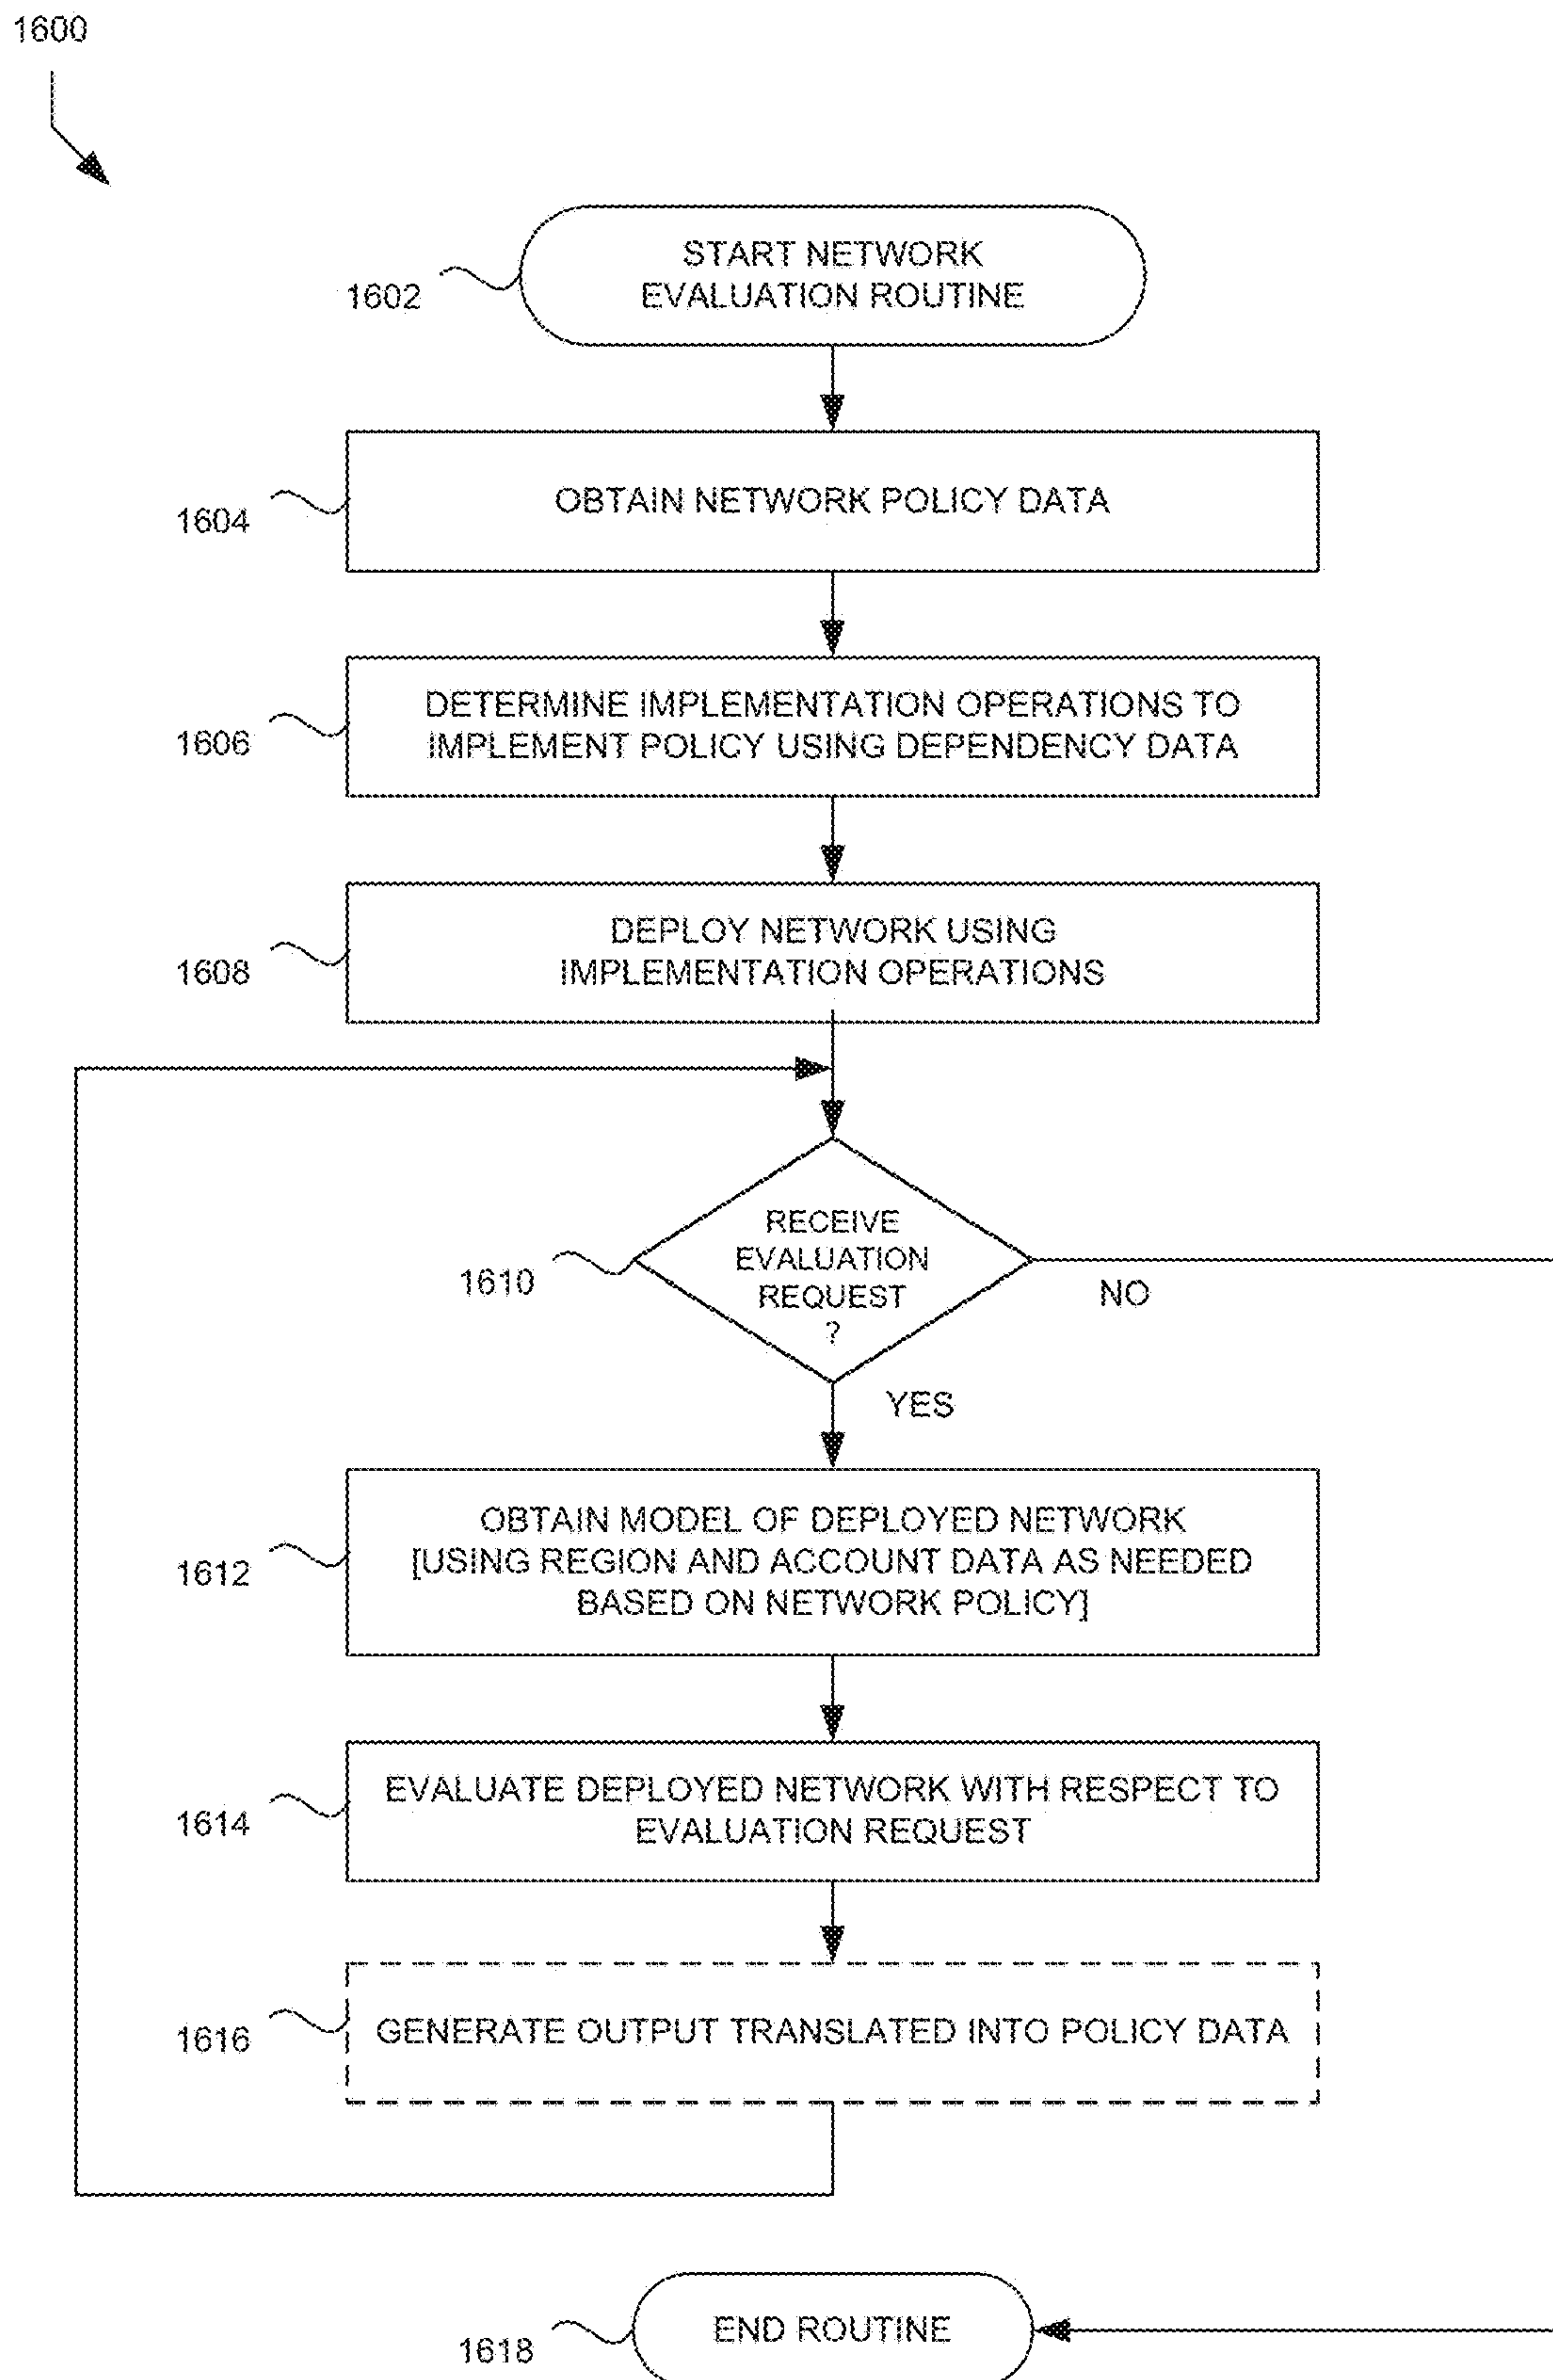 1600
START NETWORK
EVALUATION ROUTINE
1602
OBTAIN NETWORK POLICY DATA
1604
DETERMINE IMPLEMENTATION OPERATIONS TO
IMPLEMENT POLICY USING DEPENDENCY DATA
1606
DEPLOY NETWORK USING
IMPLEMENTATION OPERATIONS
1608
RECEIVE
EVALUATION
REQUEST
?
1610
NO
YES
OBTAIN MODEL OF DEPLOYED NETWORK
[USING REGION AND ACCOUNT DATA AS NEEDED
BASED ON NETWORK POLICY]
1612
EVALUATE DEPLOYED NETWORK WITH RESPECT TO
EVALUATION REQUEST
1614
GENERATE OUTPUT TRANSLATED INTO POLICY DATA
1616
END ROUTINE
1618